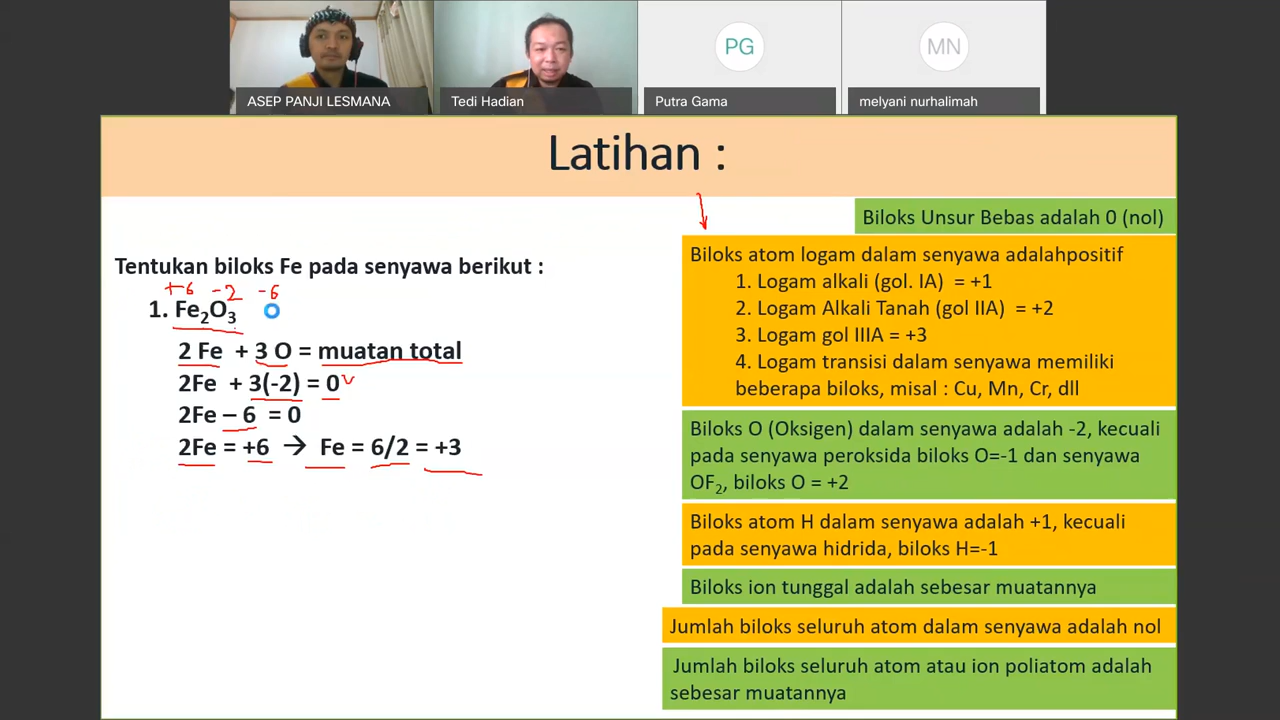 PG
MN
ASEP PANJI LESMANA
Tedi Hadian
Putra Gama
melyani nurhalimah
Latihan :
Tentukan biloks Fe pada senyawa berikut :
+6 -2 -6
1. Fe₂O₃
2 Fe + 3 O = muatan total
2Fe + 3(-2) = 0
2Fe – 6 = 0
2Fe = +6 → Fe = 6/2 = +3
Biloks Unsur Bebas adalah 0 (nol)
Biloks atom logam dalam senyawa adalahpositif
1. Logam alkali (gol. IA) = +1
2. Logam Alkali Tanah (gol IIA) = +2
3. Logam gol IIIA = +3
4. Logam transisi dalam senyawa memiliki
beberapa biloks, misal : Cu, Mn, Cr, dll
Biloks O (Oksigen) dalam senyawa adalah -2, kecuali
pada senyawa peroksida biloks O=-1 dan senyawa
OF₂, biloks O = +2
Biloks atom H dalam senyawa adalah +1, kecuali
pada senyawa hidrida, biloks H=-1
Biloks ion tunggal adalah sebesar muatannya
Jumlah biloks seluruh atom dalam senyawa adalah nol
Jumlah biloks seluruh atom atau ion poliatom adalah
sebesar muatannya